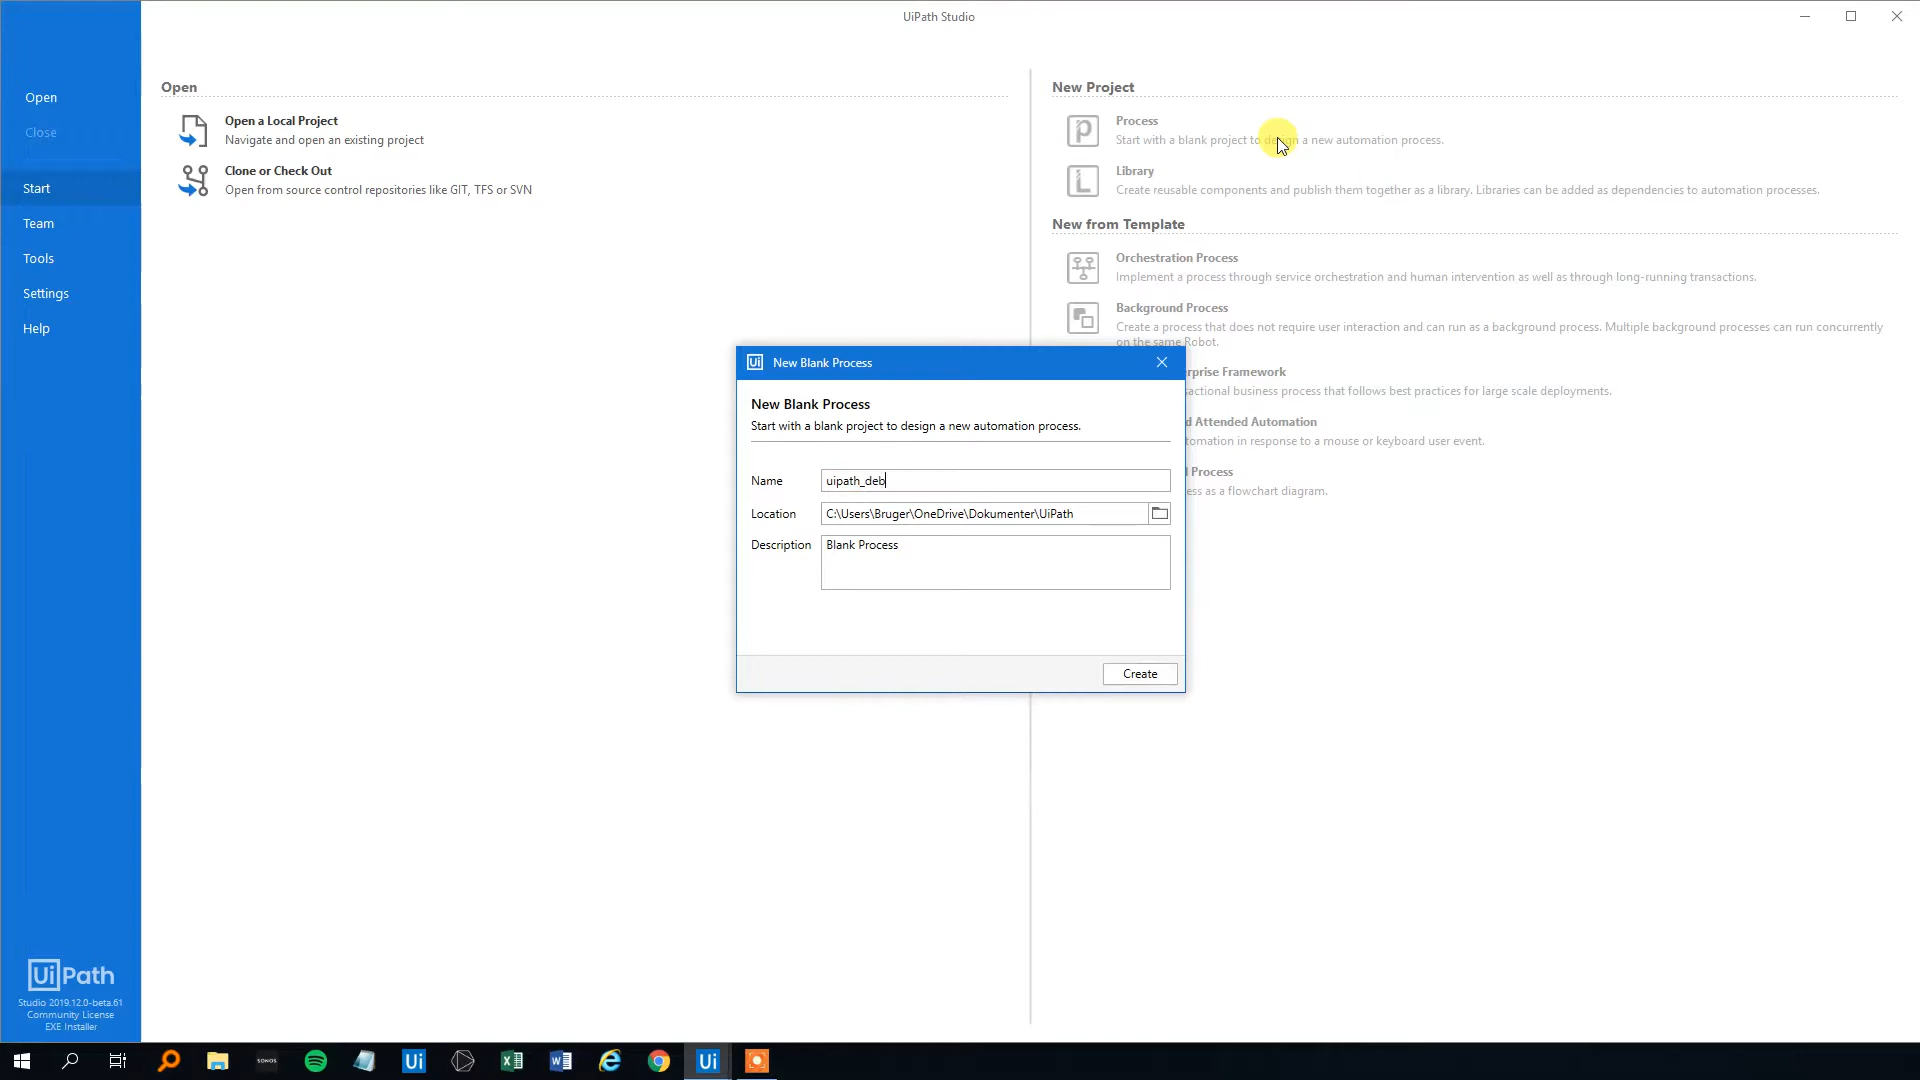 UiPath Studio
Open
Close
Start
Team
Tools
Settings
Help
Open
Open a Local Project
Navigate and open an existing project
Clone or Check Out
Open from source control repositories like GIT, TFS or SVN
New Project
Process
Start with a blank project to design a new automation process.
Library
Create reusable components and publish them together as a library. Libraries can be added as dependencies to automation processes.
New from Template
Orchestration Process
Implement a process through service orchestration and human intervention as well as through long-running transactions.
Background Process
Create a process that does not require user interaction and can run as a background process. Multiple background processes can run concurrently
on the same Robot.
erprise Framework
actional business process that follows best practices for large scale deployments.
d Attended Automation
tomation in response to a mouse or keyboard user event.
l Process
ess as a flowchart diagram.
Ui New Blank Process
New Blank Process
Start with a blank project to design a new automation process.
Name uipath_deb
Location C:\Users\Bruger\OneDrive\Dokumenter\UiPath
Description Blank Process
Create
UiPath
Studio 2019.12.0-beta.61
Community License
EXE Installer
SONOS Ui Ui